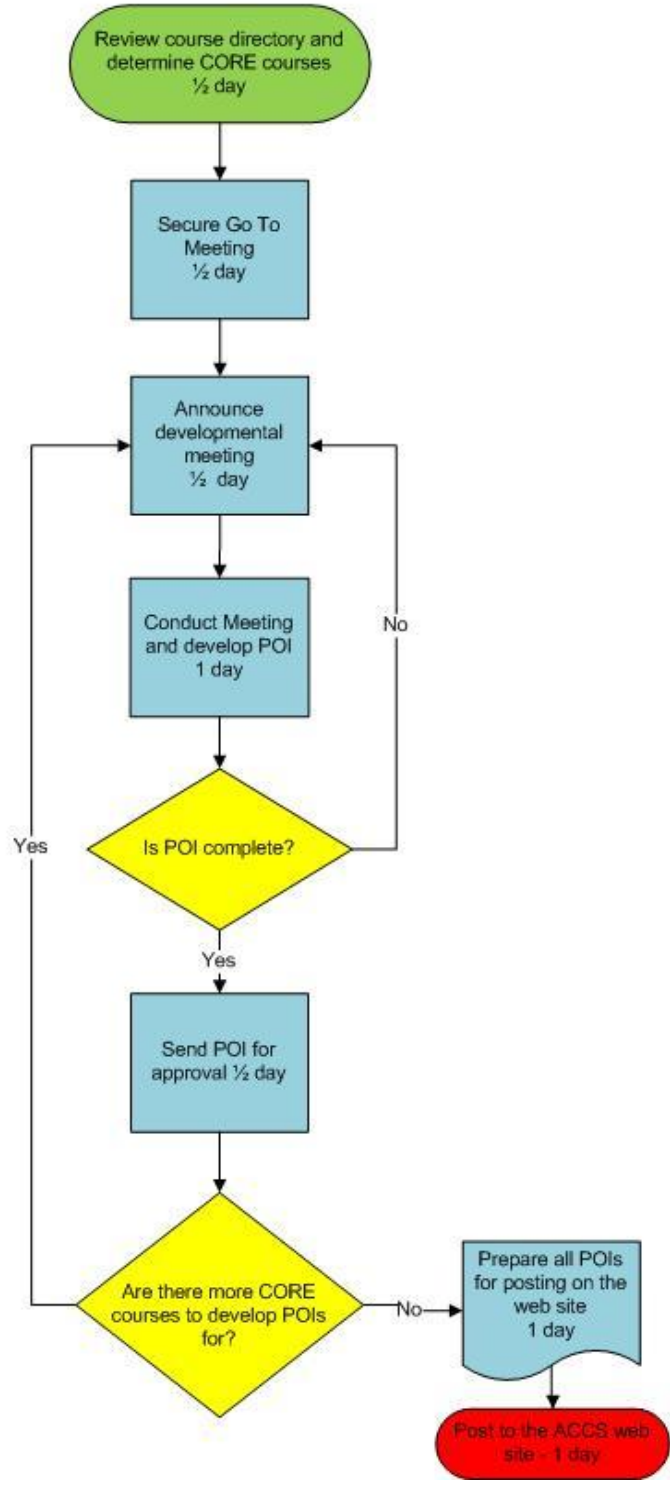 Review course directory and
determine CORE courses
½ day
Secure Go To
Meeting
½ day
Announce
developmental
meeting
½ day
Conduct Meeting
and develop POI
1 day
No
Is POI complete?
Yes
Yes
Send POI for
approval ½ day
Are there more CORE
courses to develop POIs
for?
No
Prepare all POIs
for posting on the
web site
1 day
Post to the ACCS web
site - 1 day